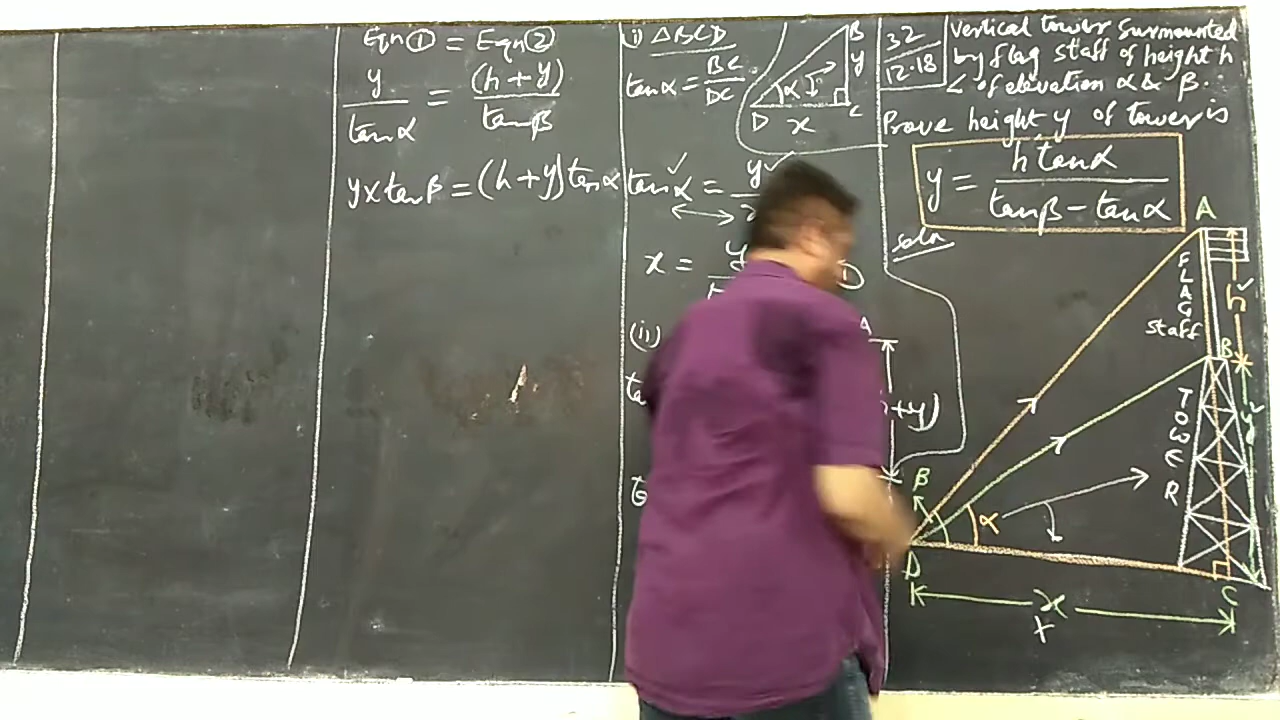 Eqn ① = Eqn ②
y/tanα = (h+y)/tanβ
y x tanβ = (h+y) tanα
(i) △BCD
tanα = BC/DC
B
y
α
I
D
x
C
tanα =
x =
(ii)
A
+y)
32/12.18
Vertical tower surmounted
by flag staff of height h
∠ of elevation α & β.
Prove height y of tower is
y = h tanα/(tanβ - tanα)
soln
A
FLAG
staff
h
B
TOWER
y
β
α
D
x
C